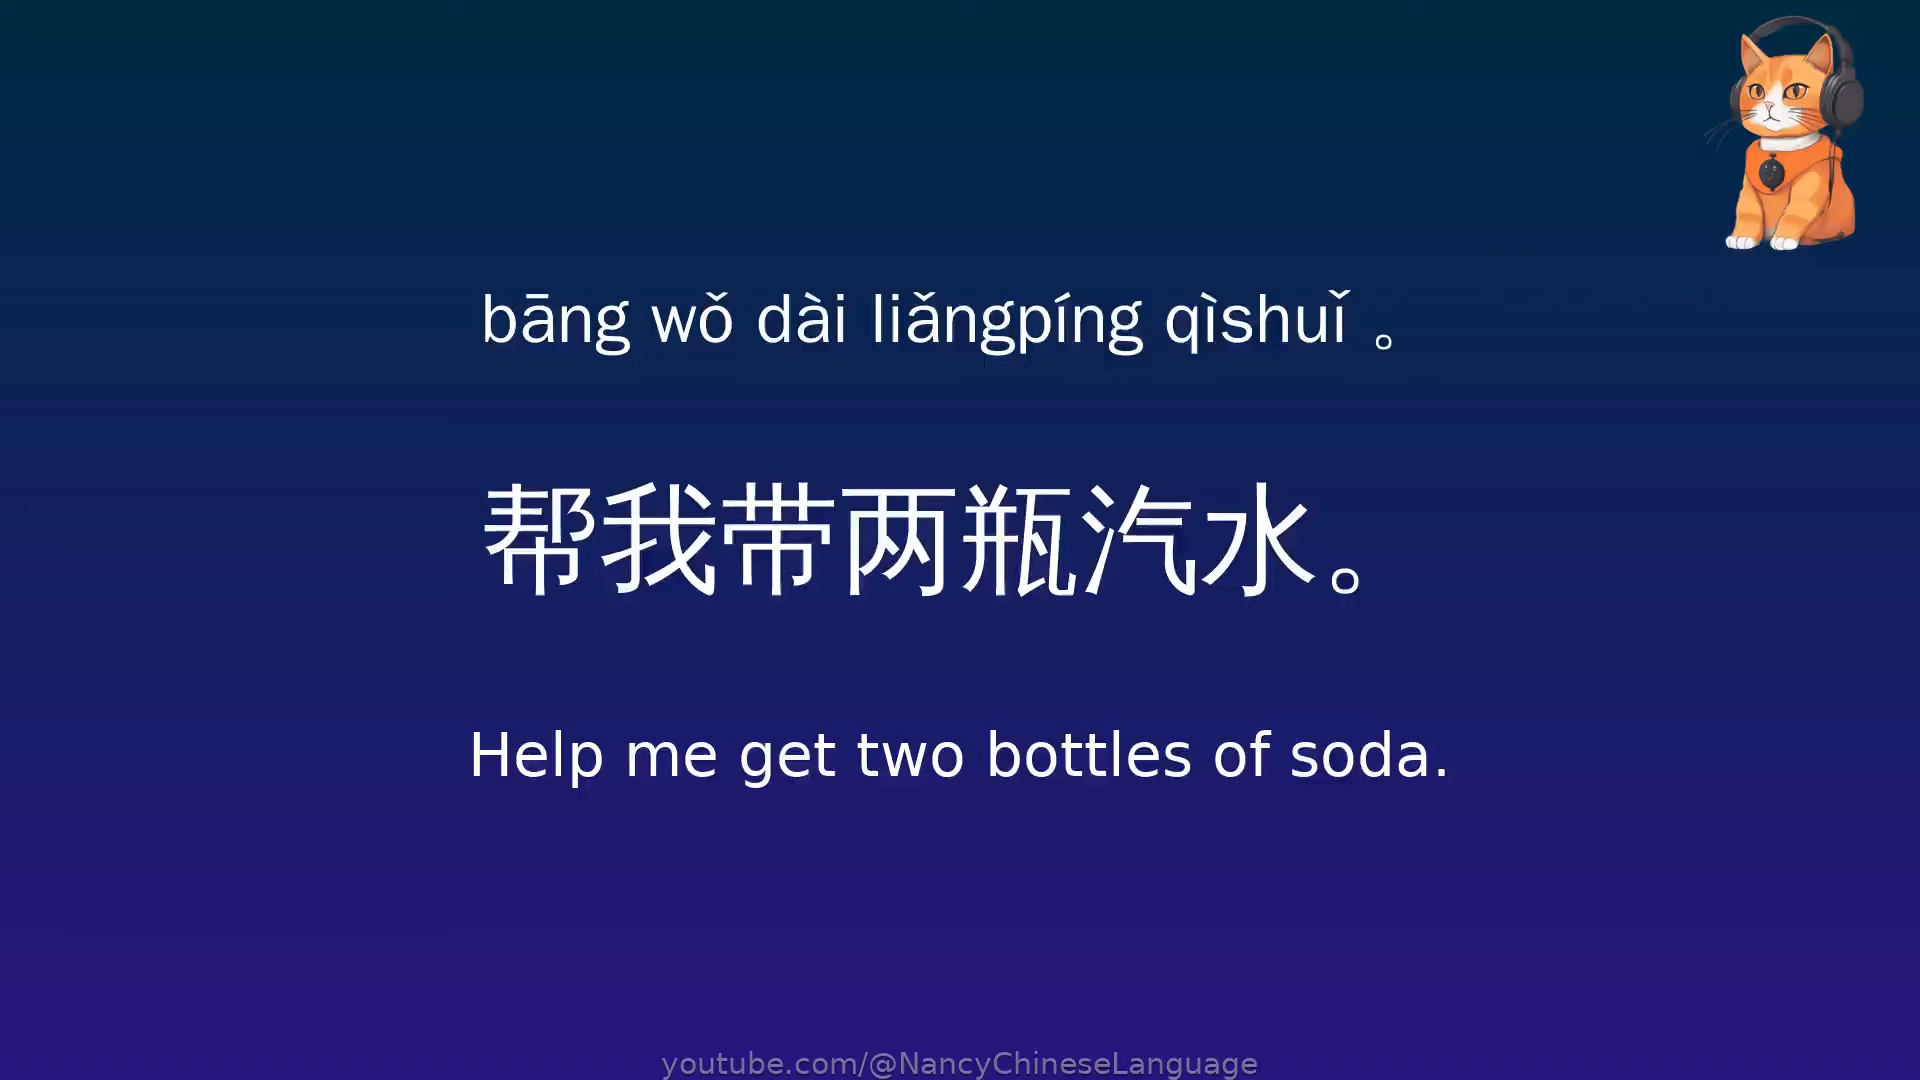 bāng wǒ dài liǎngpíng qìshuǐ 。
帮我带两瓶汽水。
Help me get two bottles of soda.
youtube.com/@NancyChineseLanguage